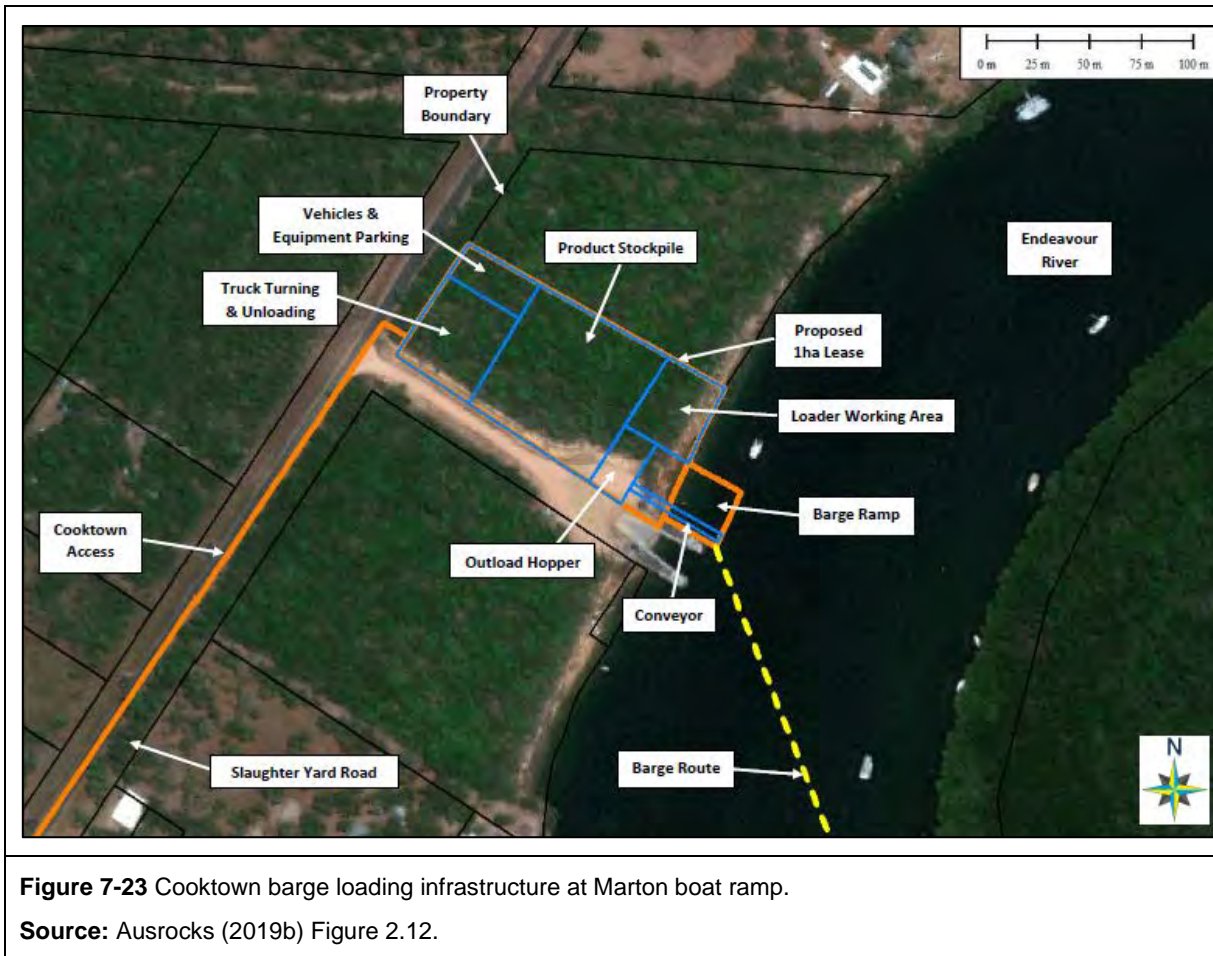 0 m 25 m 50 m 75 m 100 m
Property
Boundary
Vehicles &
Equipment Parking
Product Stockpile
Endeavour
River
Truck Turning
& Unloading
Proposed
1ha Lease
Loader Working Area
Cooktown
Access
Barge Ramp
Outload Hopper
Conveyor
Slaughter Yard Road
Barge Route
N
Figure 7-23 Cooktown barge loading infrastructure at Marton boat ramp.
Source: Ausrocks (2019b) Figure 2.12.